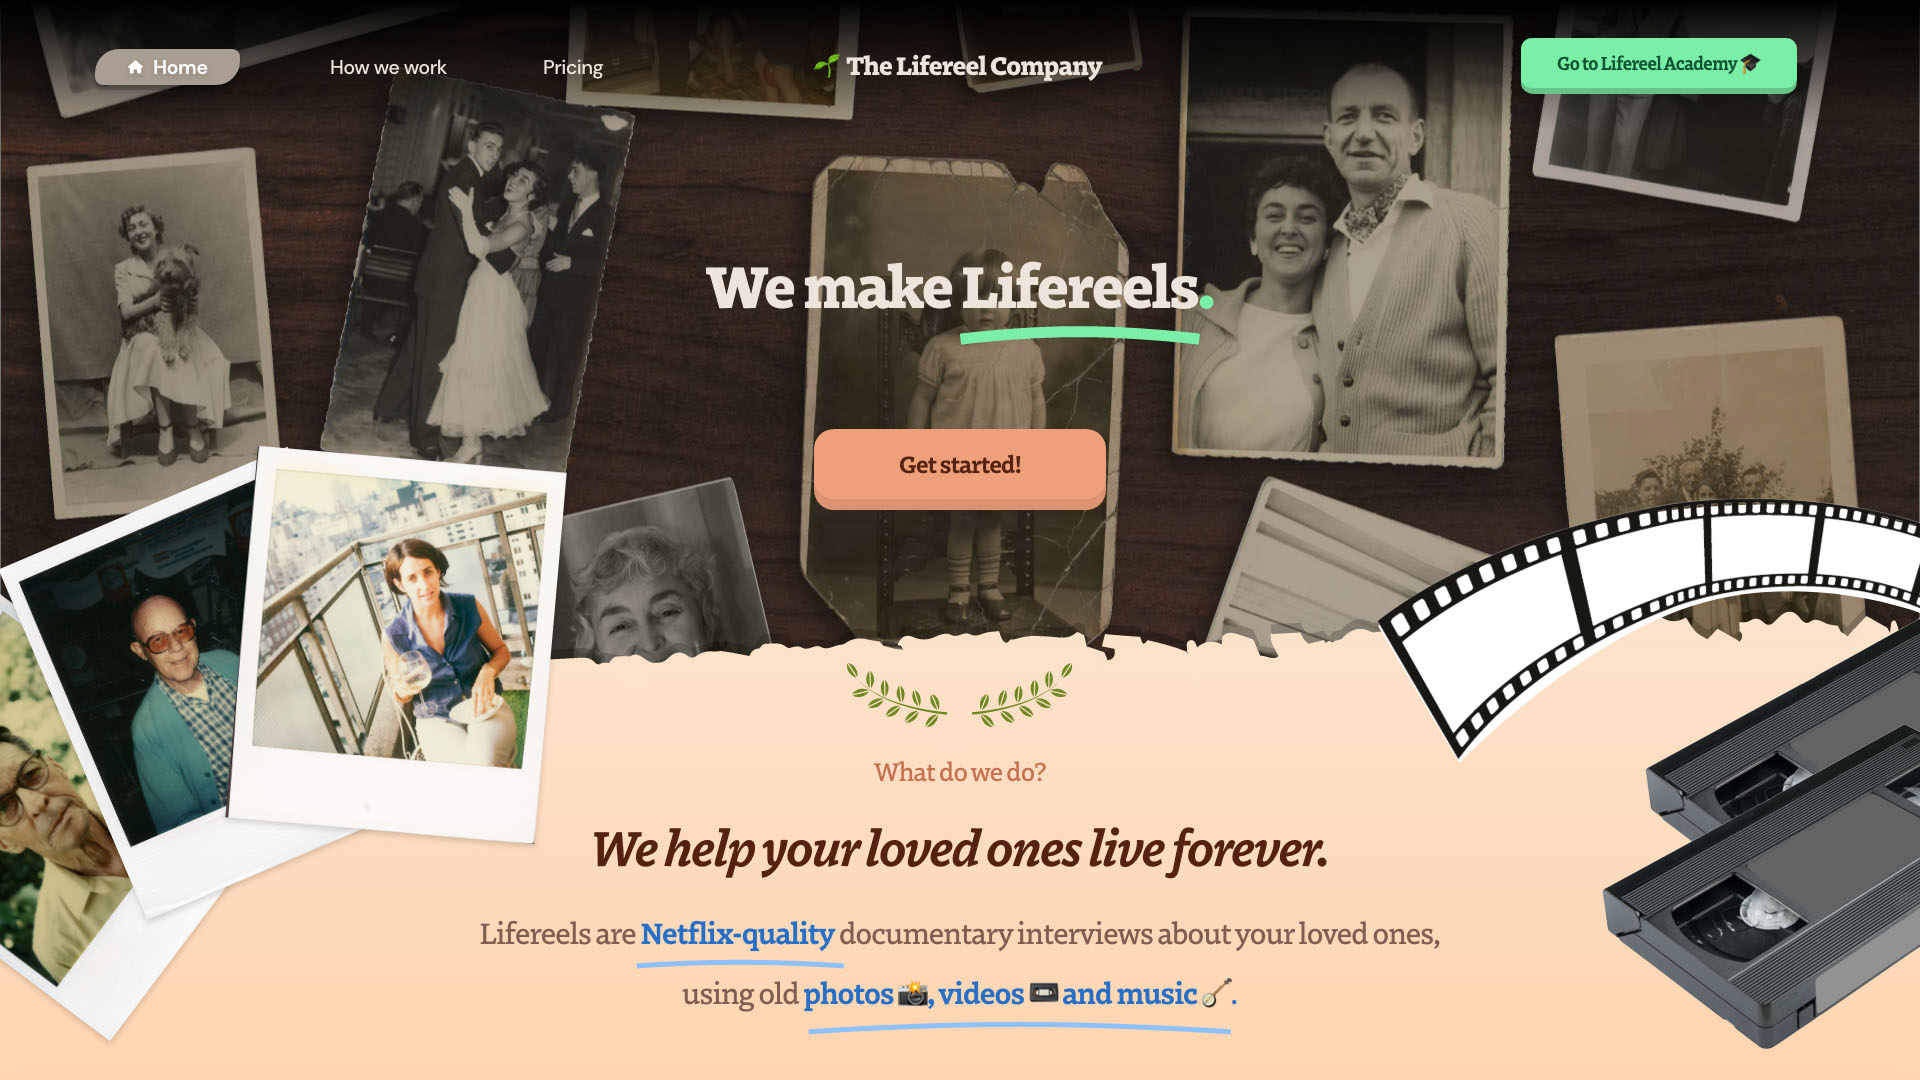 Home
How we work
Pricing
The Lifereel Company
Go to Lifereel Academy🎓
We make Lifereels.
Get started!
What do we do?
We help your loved ones live forever.
Lifereels are Netflix-quality documentary interviews about your loved ones,
using old photos 📸, videos 📼 and music 🪕.